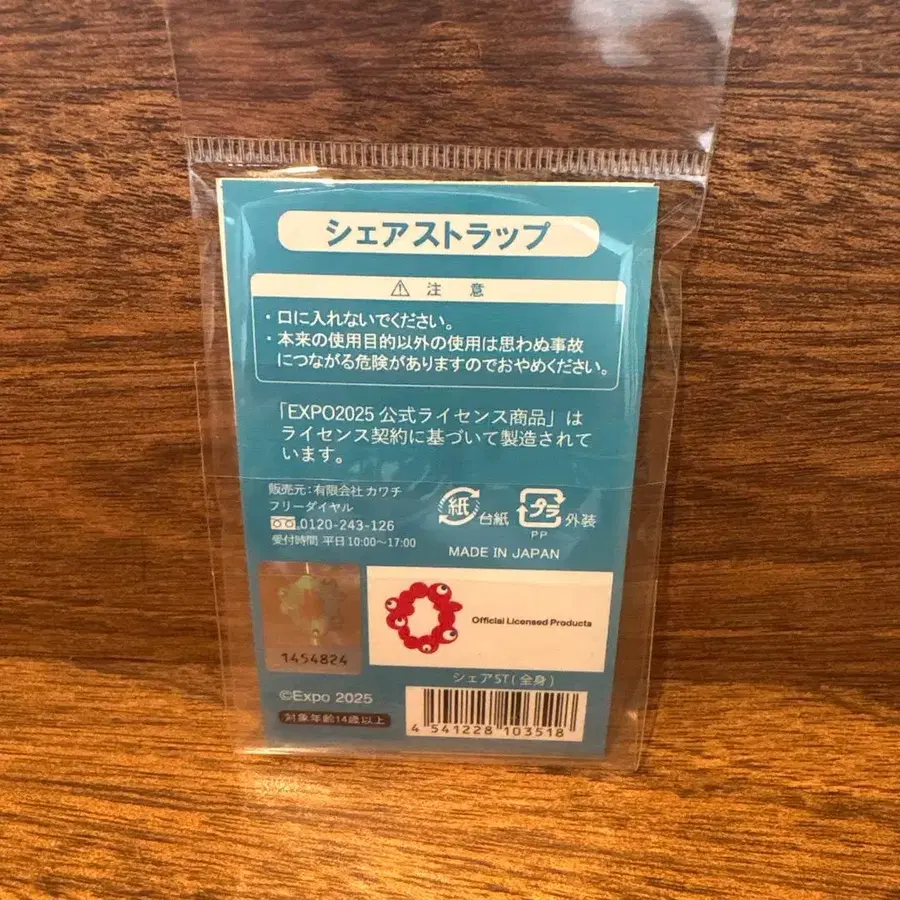 シェアストラップ
⚠ 注 意
・口に入れないでください。
・本来の使用目的以外の使用は思わぬ事故
につながる危険がありますのでおやめください。
「EXPO2025 公式ライセンス商品」は
ライセンス契約に基づいて製造されて
います。
販売元:有限会社 カワチ
フリーダイヤル
0120-243-126
受付時間 平日10:00～17:00
紙 台紙
プラ 外装
PP
MADE IN JAPAN
1454824
Official Licensed Products
シェアST(全身)
©Expo 2025
対象年齢14歳以上
4 541228 103518